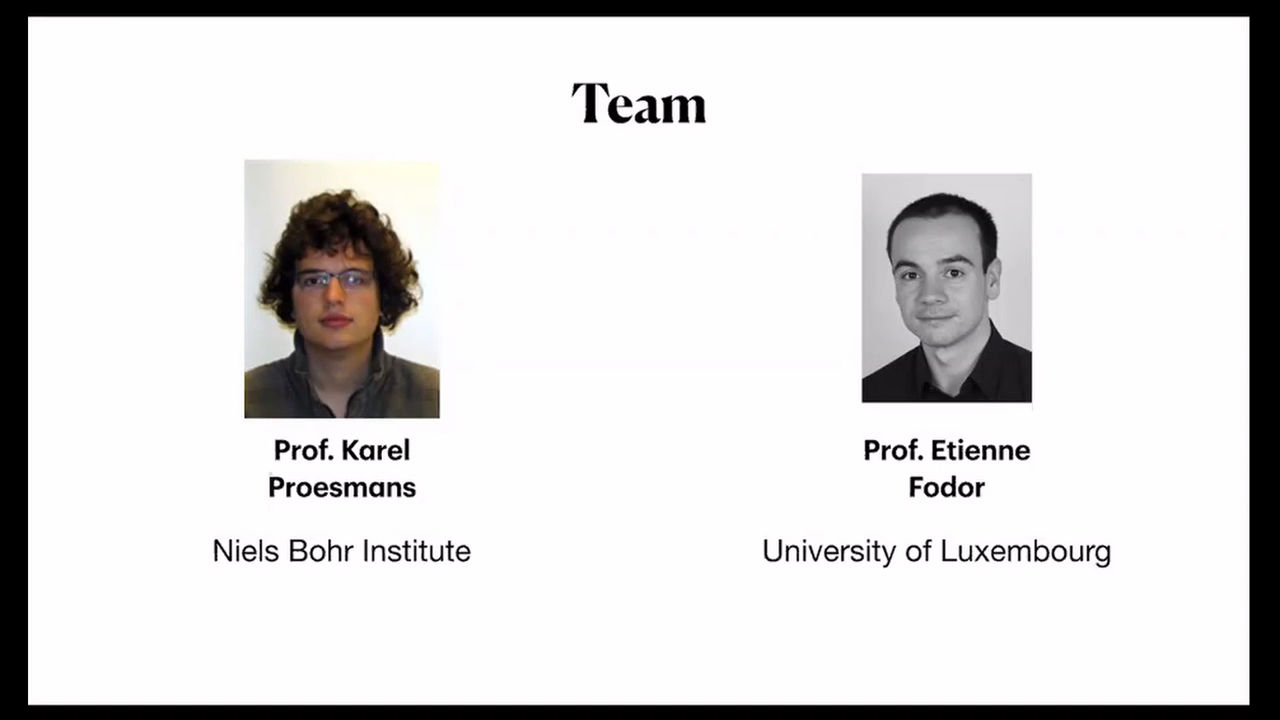 Team
Prof. Karel
Proesmans
Niels Bohr Institute
Prof. Etienne
Fodor
University of Luxembourg